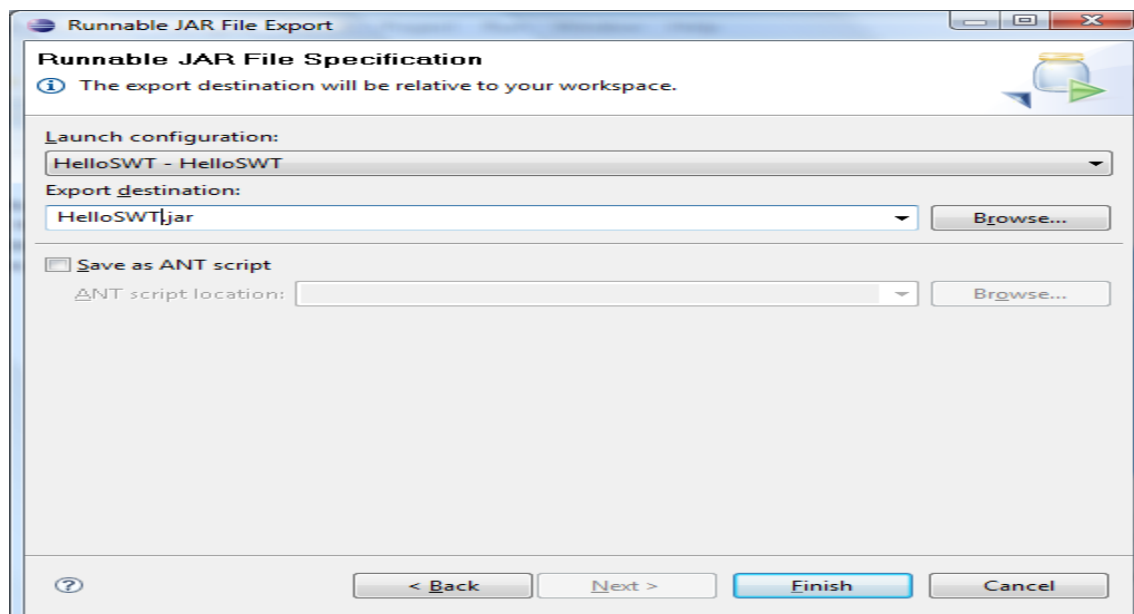 Runnable JAR File Export
Runnable JAR File Specification
The export destination will be relative to your workspace.
Launch configuration:
HelloSWT - HelloSWT
Export destination:
HelloSWT.jar
Browse...
Save as ANT script
ANT script location:
Browse...
< Back
Next >
Finish
Cancel